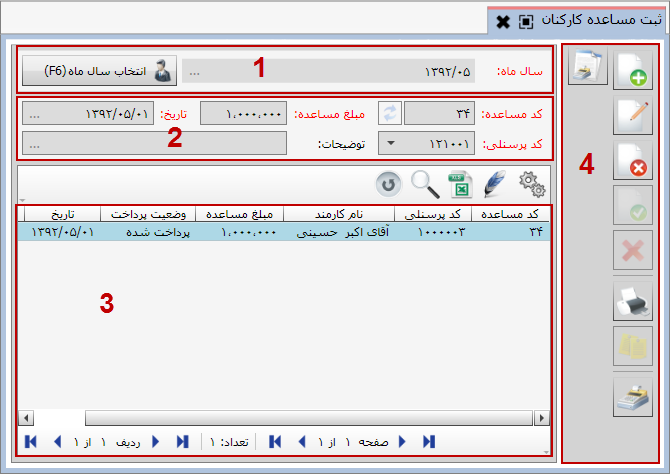 ثبت مساعده کارکنان
سال ماه: ۱۳۹۲/۰۵ ... 1 انتخاب سال ماه (F6)
کد مساعده: ۳۴ مبلغ مساعده: ۱،۰۰۰،۰۰۰ تاریخ: ۱۳۹۲/۰۵/۰۱ ...
کد پرسنلی: ۱۲۱۰۰۱ توضیحات: ... 2
4
کد مساعده کد پرسنلی نام کارمند مبلغ مساعده وضعیت پرداخت تاریخ
۳۴ ۱۰۰۰۰۰۳ آقای اکبر حسینی ۱،۰۰۰،۰۰۰ پرداخت شده ۱۳۹۲/۰۵/۰۱
3
صفحه ۱ از ۱ تعداد: ۱ ردیف ۱ از ۱